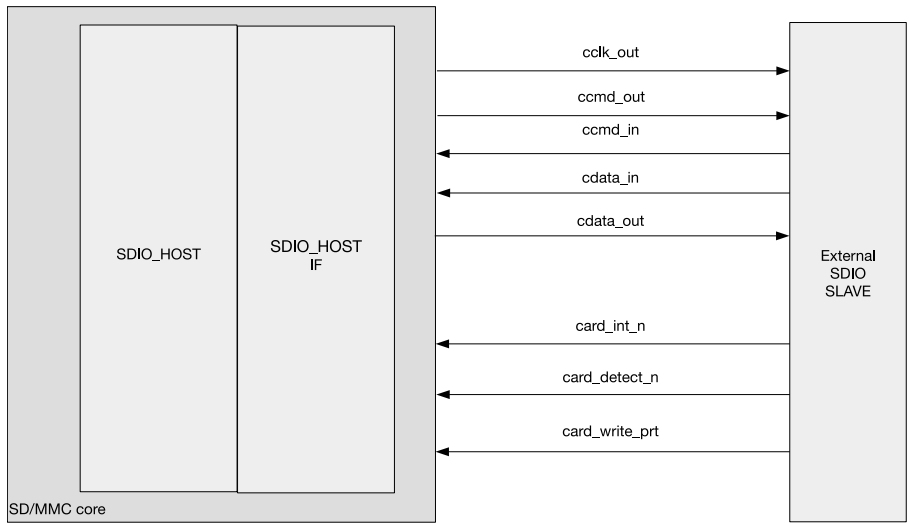 cclk_out
ccmd_out
ccmd_in
cdata_in
cdata_out
SDIO_HOST
SDIO_HOST
IF
External
SDIO
SLAVE
card_int_n
card_detect_n
card_write_prt
SD/MMC core